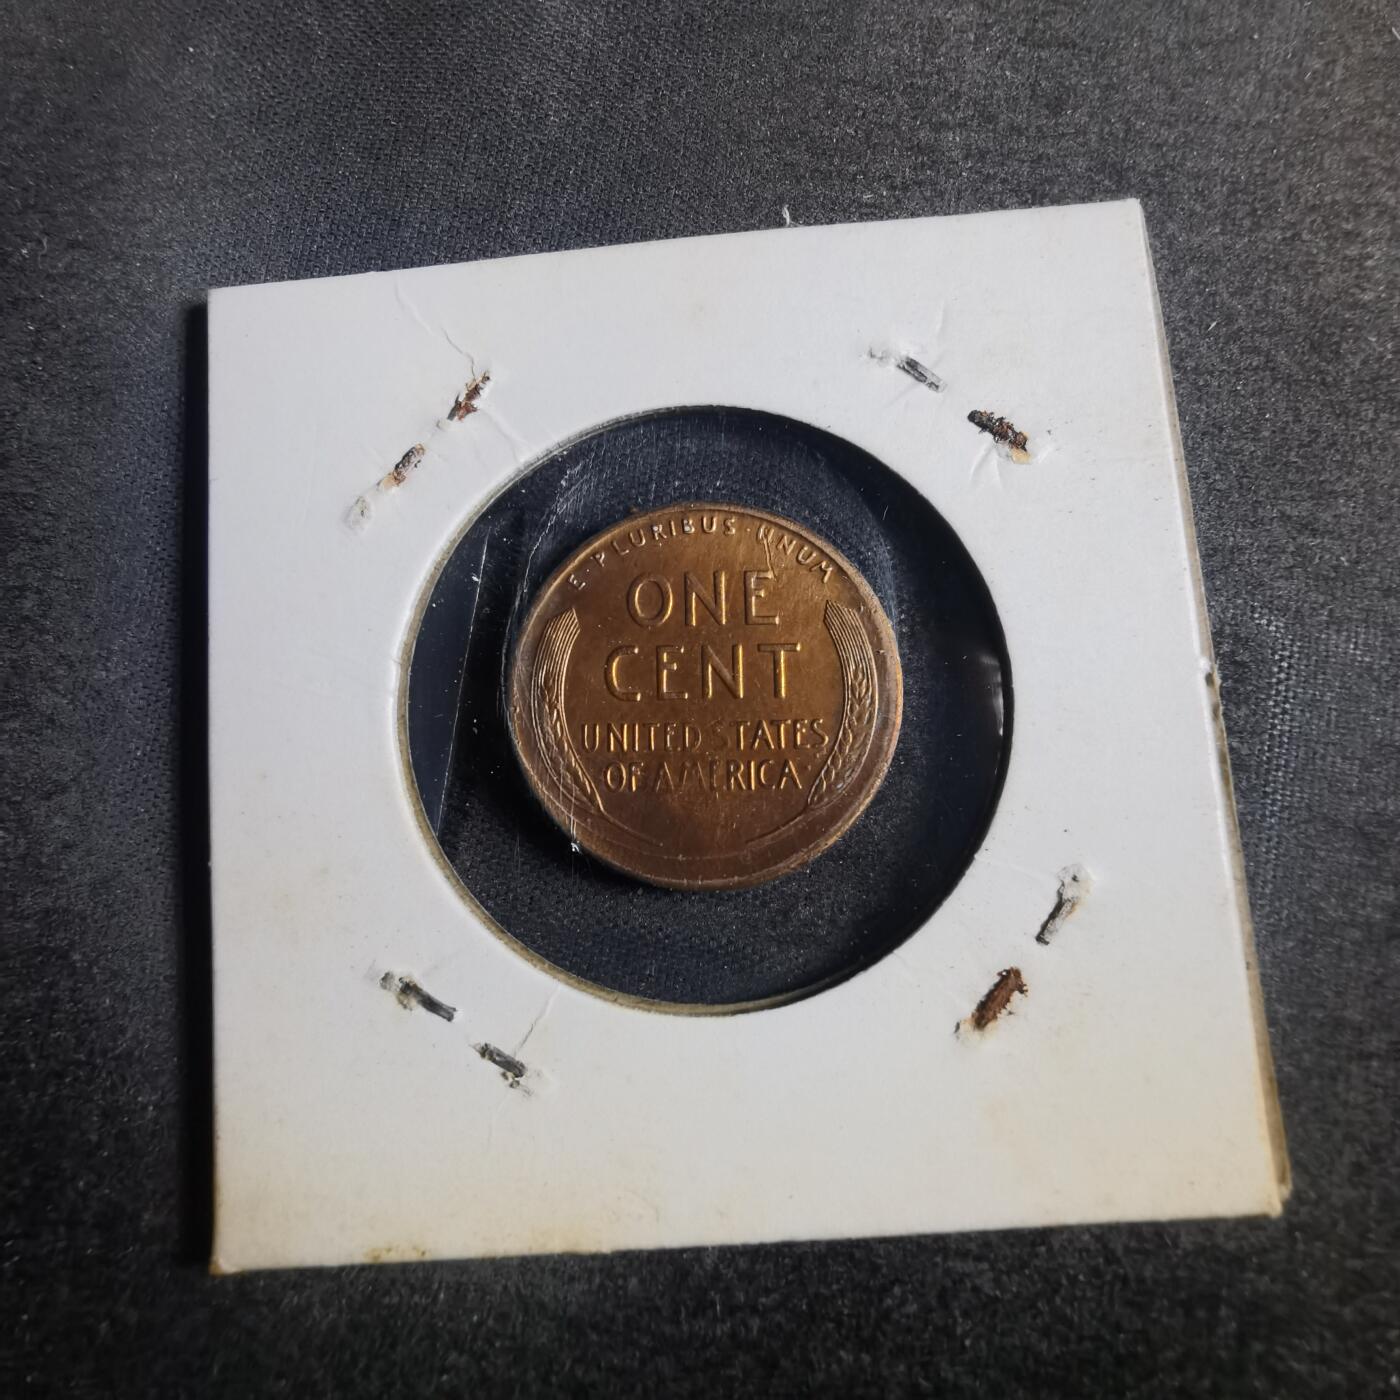 E·PLURIBUS·UNUM
ONE
CENT
UNITED STATES
OF AMERICA